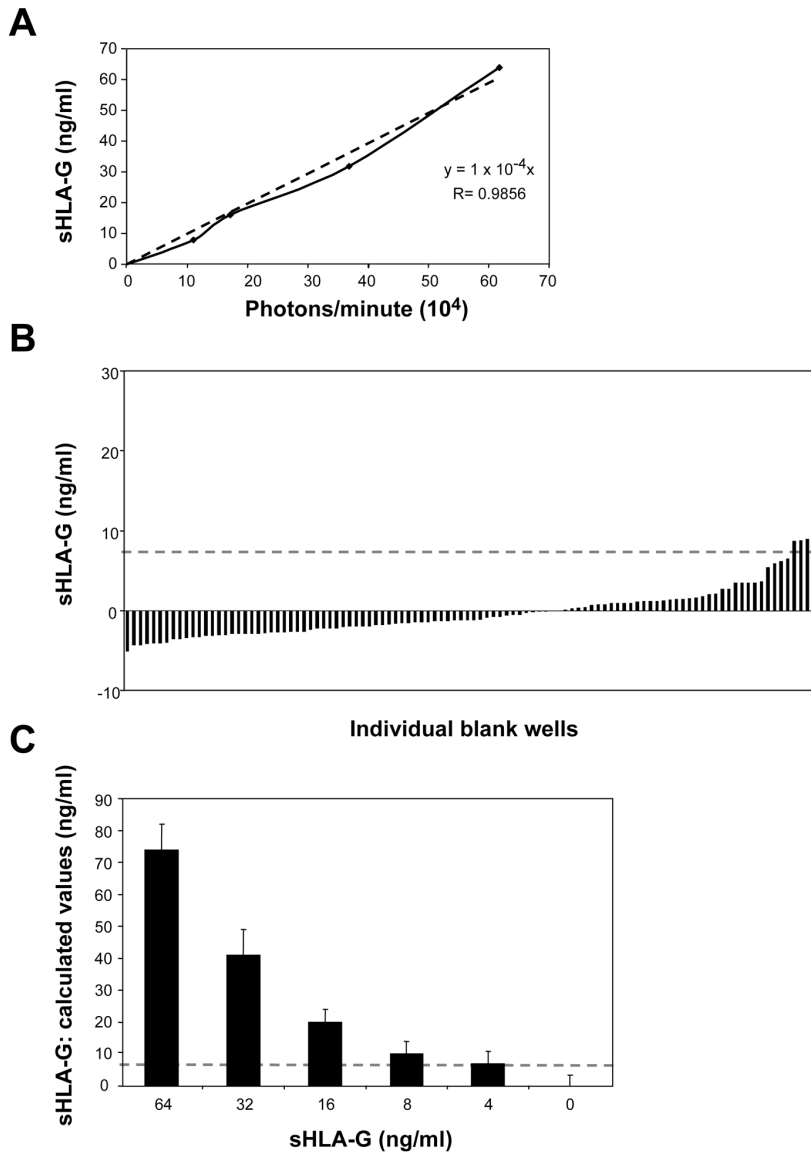 A
70
60
50
40
30
20
10
0
sHLA-G (ng/ml)
y = 1 x 10⁻⁴x
R= 0.9856
0 10 20 30 40 50 60 70
Photons/minute (10⁴)
B
30
20
10
0
-10
sHLA-G (ng/ml)
Individual blank wells
C
90
80
70
60
50
40
30
20
10
0
sHLA-G: calculated values (ng/ml)
64 32 16 8 4 0
sHLA-G (ng/ml)